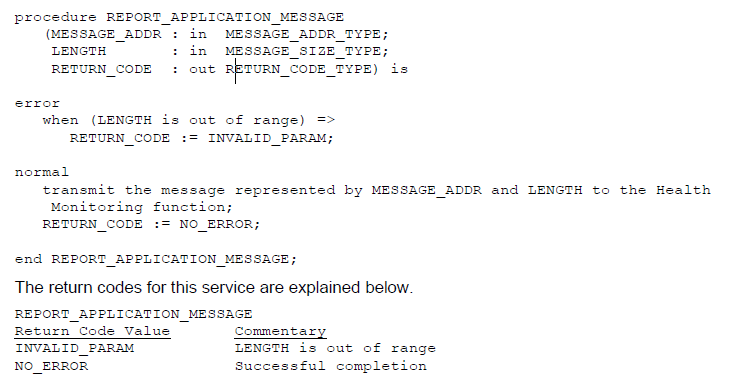 procedure REPORT_APPLICATION_MESSAGE
(MESSAGE_ADDR : in MESSAGE_ADDR_TYPE;
LENGTH : in MESSAGE_SIZE_TYPE;
RETURN_CODE : out RETURN_CODE_TYPE) is
error
when (LENGTH is out of range) =>
RETURN_CODE := INVALID_PARAM;
normal
transmit the message represented by MESSAGE_ADDR and LENGTH to the Health
Monitoring function;
RETURN_CODE := NO_ERROR;
end REPORT_APPLICATION_MESSAGE;
The return codes for this service are explained below.
REPORT_APPLICATION_MESSAGE
Return Code Value Commentary
INVALID_PARAM LENGTH is out of range
NO_ERROR Successful completion